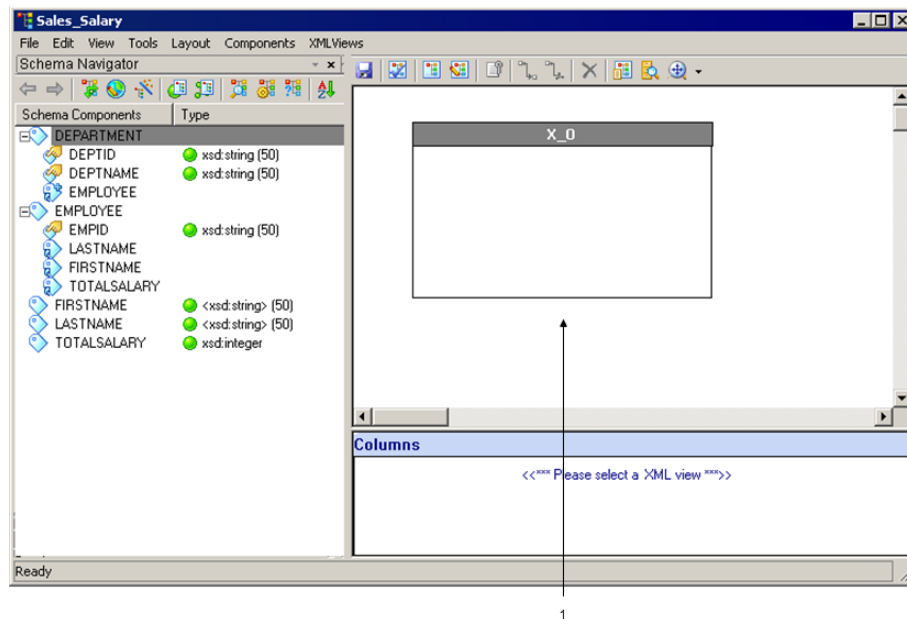 Sales_Salary
File Edit View Tools Layout Components XMLViews
Schema Navigator
Schema Components Type
DEPARTMENT
DEPTID xsd:string (50)
DEPTNAME xsd:string (50)
EMPLOYEE
EMPLOYEE
EMPID xsd:string (50)
LASTNAME
FIRSTNAME
TOTALSALARY
FIRSTNAME <xsd:string> (50)
LASTNAME <xsd:string> (50)
TOTALSALARY xsd:integer
X_0
Columns
<<*** Please select a XML view ***>>
Ready
1